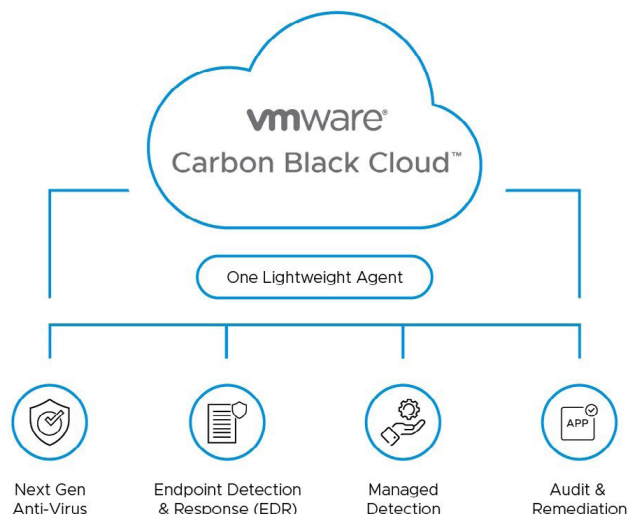 vmware®
Carbon Black Cloud™
One Lightweight Agent
APP
Next Gen
Anti-Virus
Endpoint Detection
& Response (EDR)
Managed
Detection
Audit &
Remediation